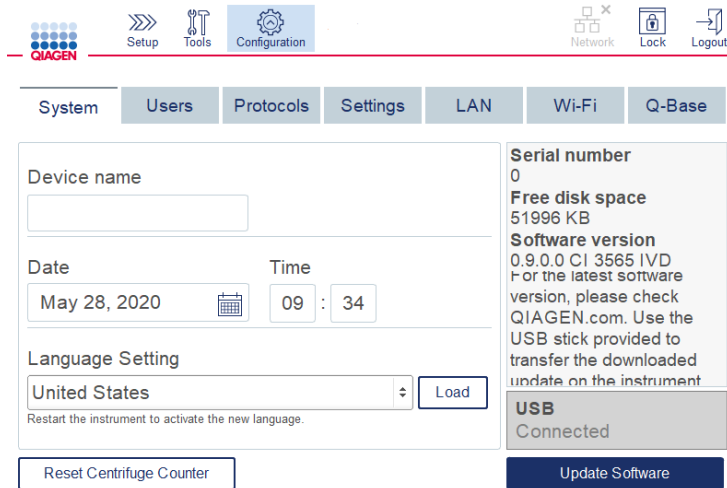 QIAGEN
Setup
Tools
Configuration
Network
Lock
Logout
System
Users
Protocols
Settings
LAN
Wi-Fi
Q-Base
Device name
Date
Time
May 28, 2020
09 : 34
Language Setting
United States
Load
Restart the instrument to activate the new language.
Reset Centrifuge Counter
Serial number
0
Free disk space
51996 KB
Software version
0.9.0.0 CI 3565 IVD
For the latest software
version, please check
QIAGEN.com. Use the
USB stick provided to
transfer the downloaded
update on the instrument
USB
Connected
Update Software